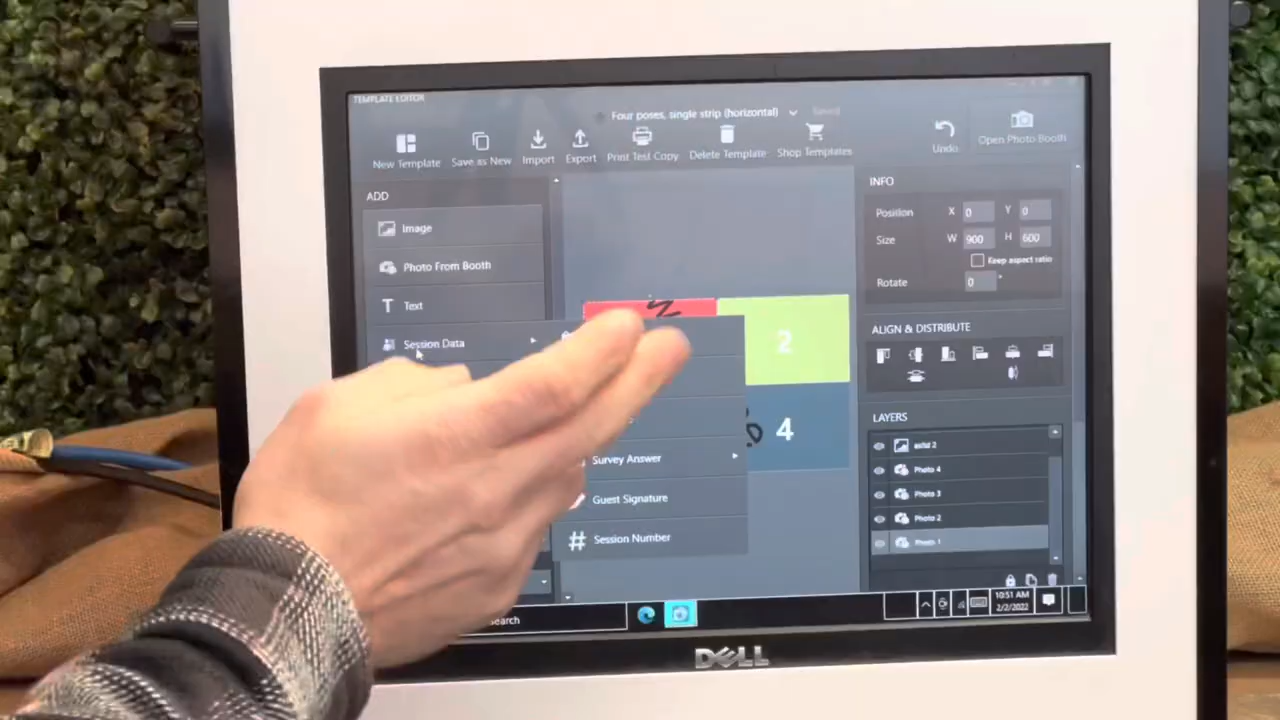 TEMPLATE EDITOR
Four poses, single strip (horizontal)
Saved
New Template
Save as New
Import
Export
Print Test Copy
Delete Template
Shop Templates
Undo
Open Photo Booth
ADD
Image
Photo From Booth
Text
Session Data
Survey Answer
Guest Signature
Session Number
2
4
INFO
Position X 0 Y 0
Size W 900 H 600
Keep aspect ratio
Rotate 0 °
ALIGN & DISTRIBUTE
LAYERS
Photo 4
Photo 3
Photo 2
Photo 1
10:51 AM
2/2/2022
DELL